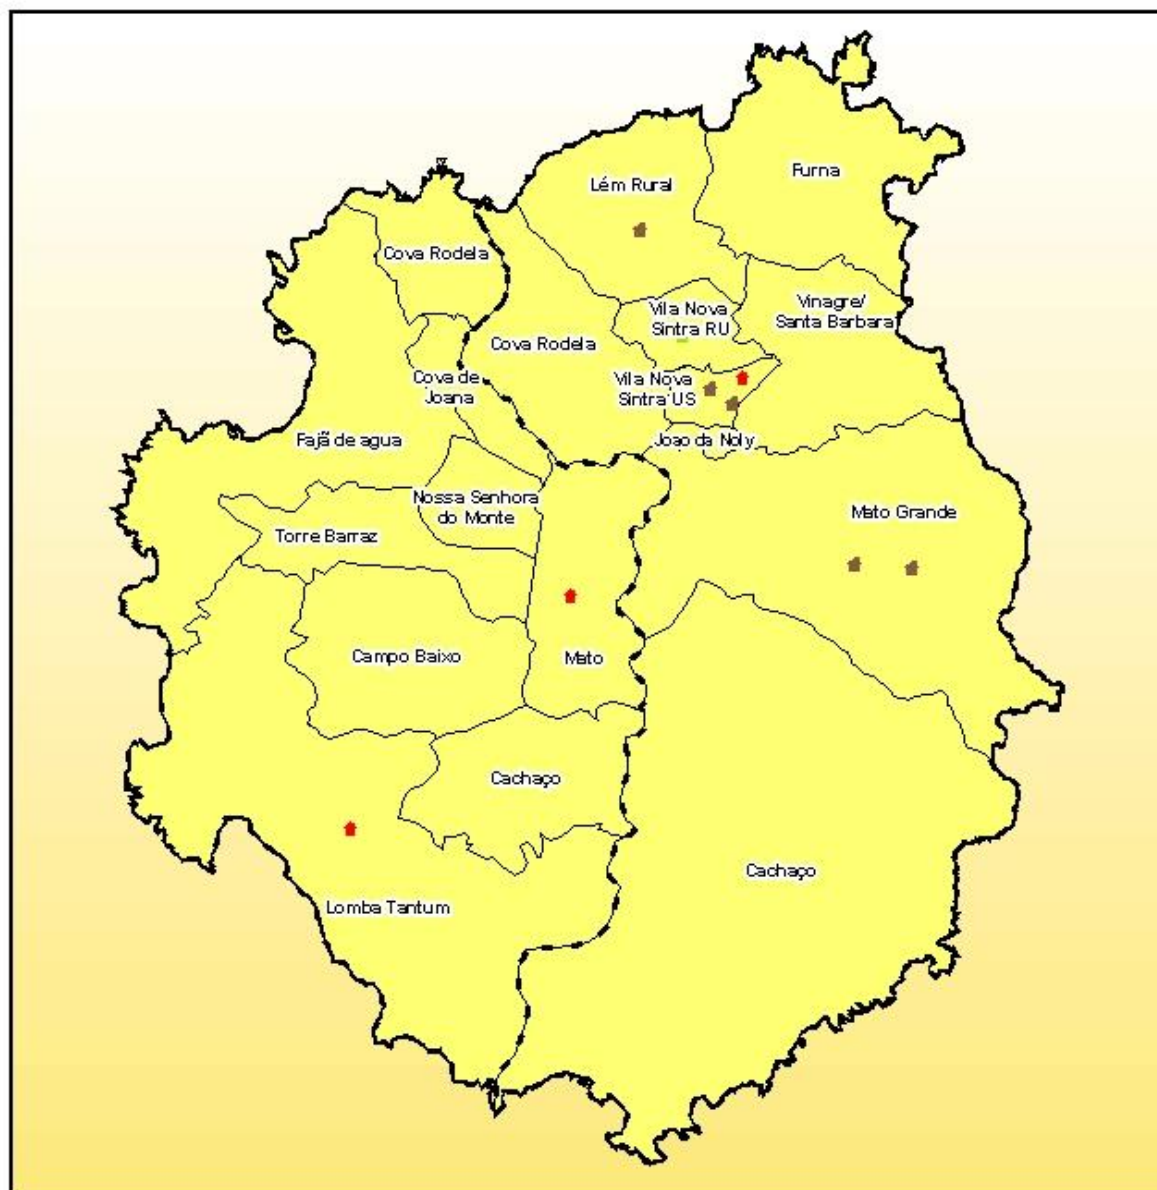 Furna
Lém Rural
Cova Rodela
Vinagre/
Santa Barbara
Vila Nova
Sintra RU
Cova Rodela
Cova de
Joana
Vila Nova
Sintra US
Fajã de agua
Joao da Noly
Nossa Senhora
do Monte
Mato Grande
Torre Barraz
Campo Baixo
Mato
Cachaço
Cachaço
Lomba Tantum